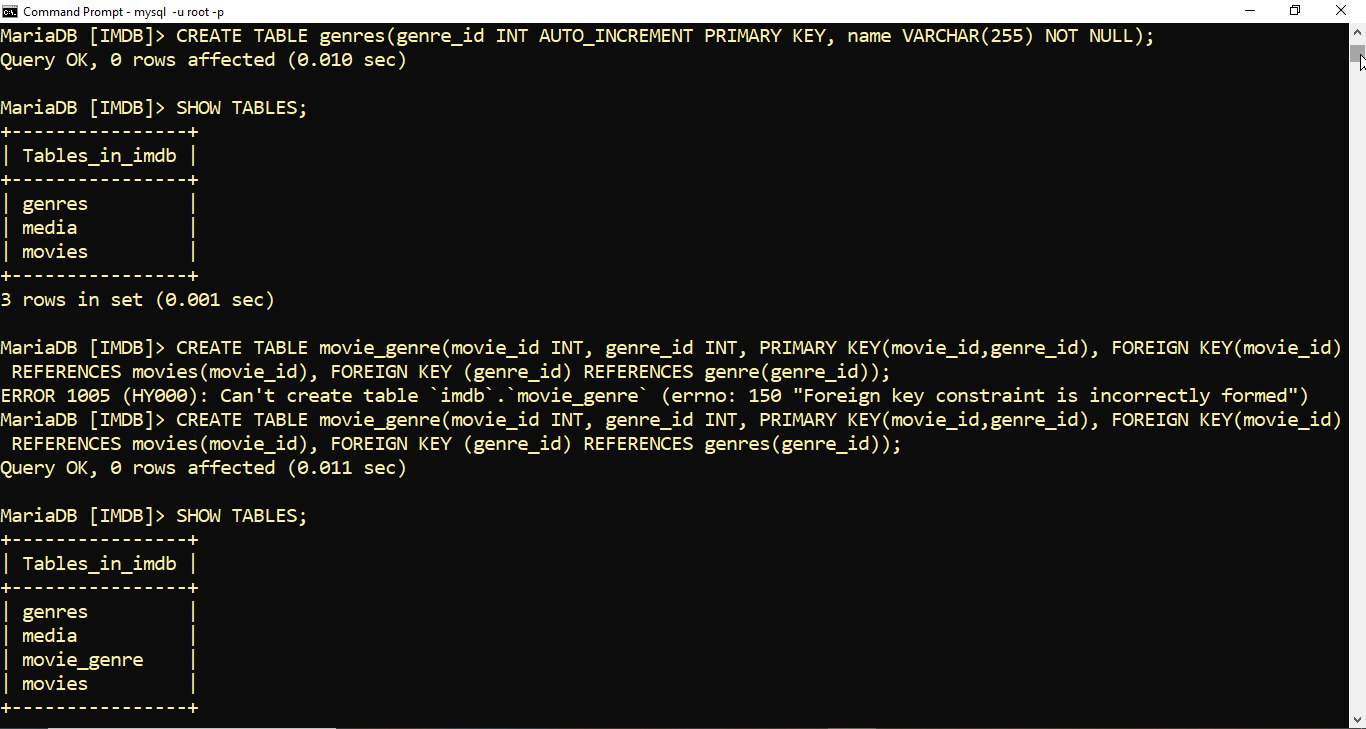 Command Prompt - mysql -u root -p
MariaDB [IMDB]> CREATE TABLE genres(genre_id INT AUTO_INCREMENT PRIMARY KEY, name VARCHAR(255) NOT NULL);
Query OK, 0 rows affected (0.010 sec)
MariaDB [IMDB]> SHOW TABLES;
+----------------+
| Tables_in_imdb |
+----------------+
| genres         |
| media          |
| movies         |
+----------------+
3 rows in set (0.001 sec)
MariaDB [IMDB]> CREATE TABLE movie_genre(movie_id INT, genre_id INT, PRIMARY KEY(movie_id,genre_id), FOREIGN KEY(movie_id)
 REFERENCES movies(movie_id), FOREIGN KEY (genre_id) REFERENCES genre(genre_id));
ERROR 1005 (HY000): Can't create table `imdb`.`movie_genre` (errno: 150 "Foreign key constraint is incorrectly formed")
MariaDB [IMDB]> CREATE TABLE movie_genre(movie_id INT, genre_id INT, PRIMARY KEY(movie_id,genre_id), FOREIGN KEY(movie_id)
 REFERENCES movies(movie_id), FOREIGN KEY (genre_id) REFERENCES genres(genre_id));
Query OK, 0 rows affected (0.011 sec)
MariaDB [IMDB]> SHOW TABLES;
+----------------+
| Tables_in_imdb |
+----------------+
| genres         |
| media          |
| movie_genre    |
| movies         |
+----------------+